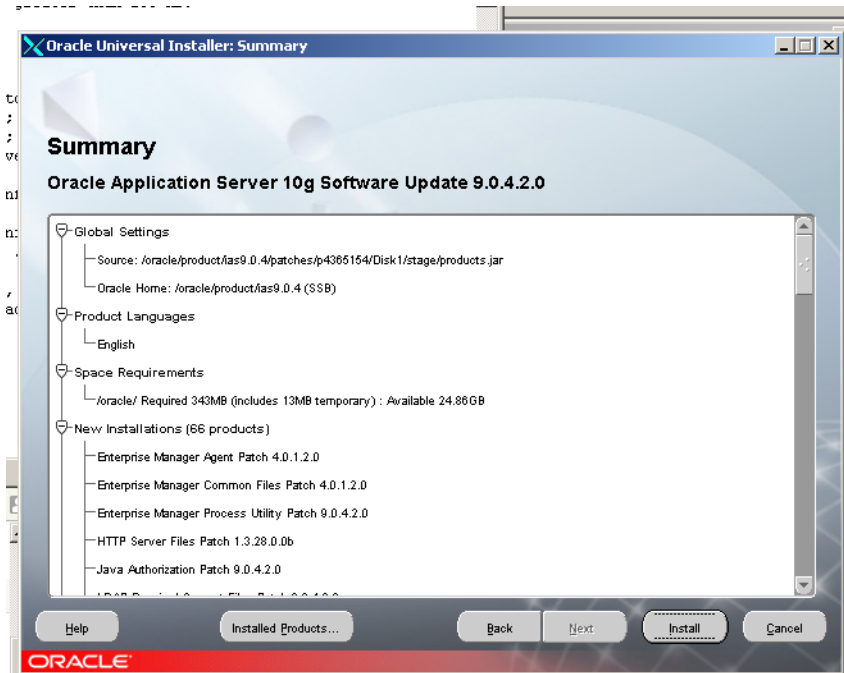 Oracle Universal Installer: Summary
Summary
Oracle Application Server 10g Software Update 9.0.4.2.0
Global Settings
Source: /oracle/product/ias9.0.4/patches/p4365154/Disk1/stage/products.jar
Oracle Home: /oracle/product/ias9.0.4 (SSB)
Product Languages
English
Space Requirements
/oracle/ Required 343MB (includes 13MB temporary) : Available 24.86GB
New Installations (66 products)
Enterprise Manager Agent Patch 4.0.1.2.0
Enterprise Manager Common Files Patch 4.0.1.2.0
Enterprise Manager Process Utility Patch 9.0.4.2.0
HTTP Server Files Patch 1.3.28.0.0b
Java Authorization Patch 9.0.4.2.0
Help
Installed Products...
Back
Next
Install
Cancel
ORACLE